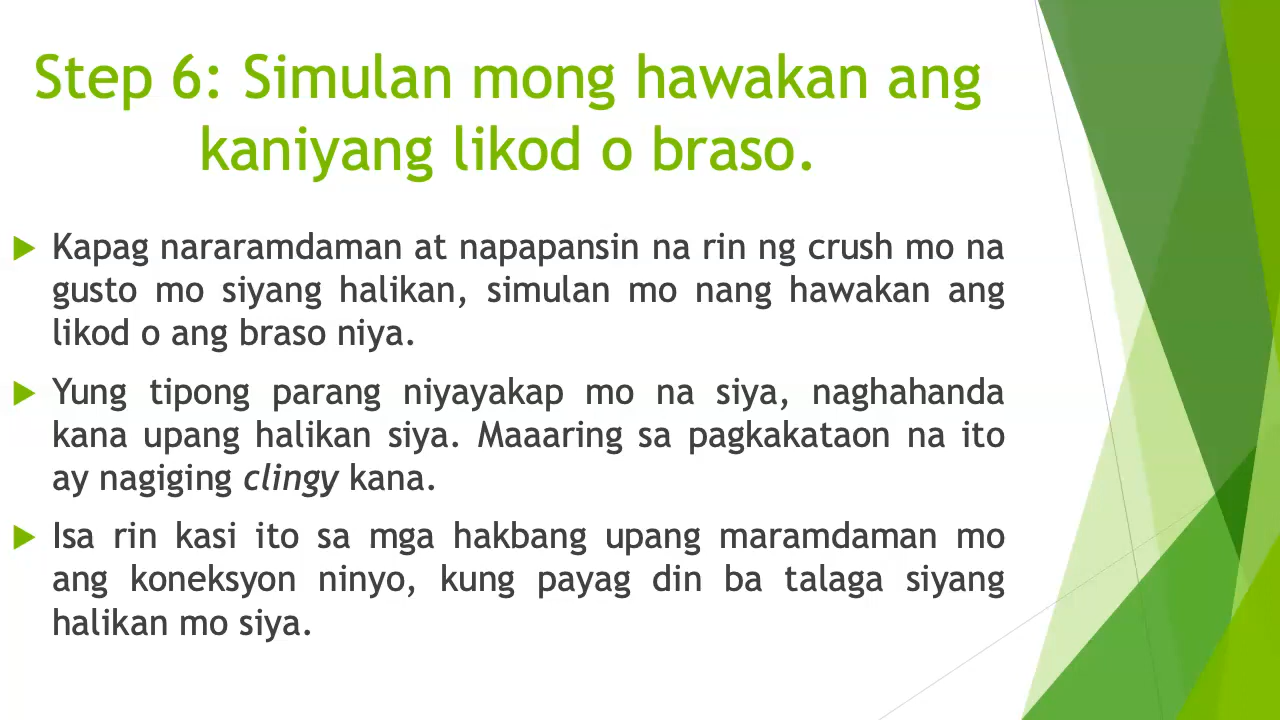 Step 6: Simulan mong hawakan ang
kaniyang likod o braso.
Kapag nararamdaman at napapansin na rin ng crush mo na
gusto mo siyang halikan, simulan mo nang hawakan ang
likod o ang braso niya.
Yung tipong parang niyayakap mo na siya, naghahanda
kana upang halikan siya. Maaaring sa pagkakataon na ito
ay nagiging clingy kana.
Isa rin kasi ito sa mga hakbang upang maramdaman mo
ang koneksyon ninyo, kung payag din ba talaga siyang
halikan mo siya.